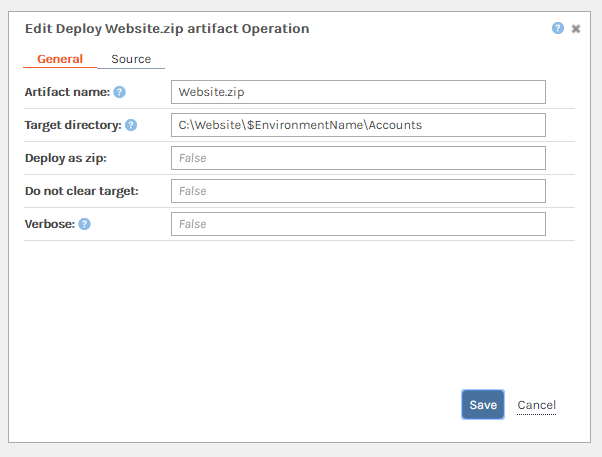 Edit Deploy Website.zip artifact Operation ? ×
General Source
Artifact name: ? Website.zip
Target directory: ? C:\Website\$EnvironmentName\Accounts
Deploy as zip: False
Do not clear target: False
Verbose: ? False
Save Cancel